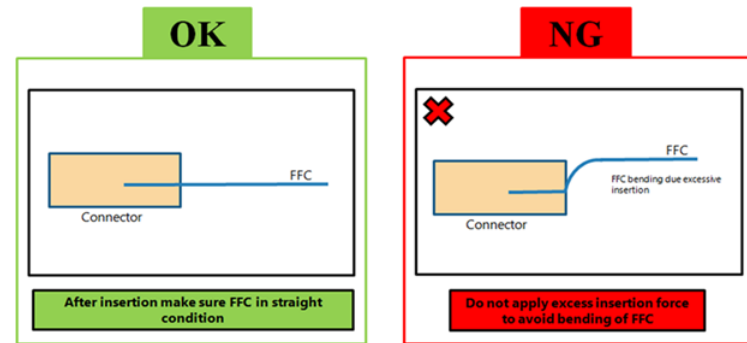 OK
FFC
Connector
After insertion make sure FFC in straight
condition
NG
FFC
FFC bending due excessive
insertion
Connector
Do not apply excess insertion force
to avoid bending of FFC